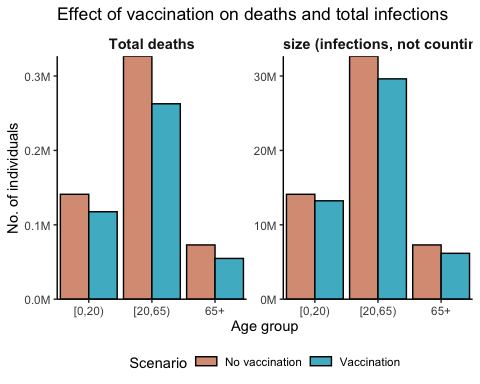 Effect of vaccination on deaths and total infections
Total deaths
size (infections, not countin
No. of individuals
0.3M
0.2M
0.1M
0.0M
[0,20)
[20,65)
65+
30M
20M
10M
0M
[0,20)
[20,65)
65+
Age group
Scenario
No vaccination
Vaccination